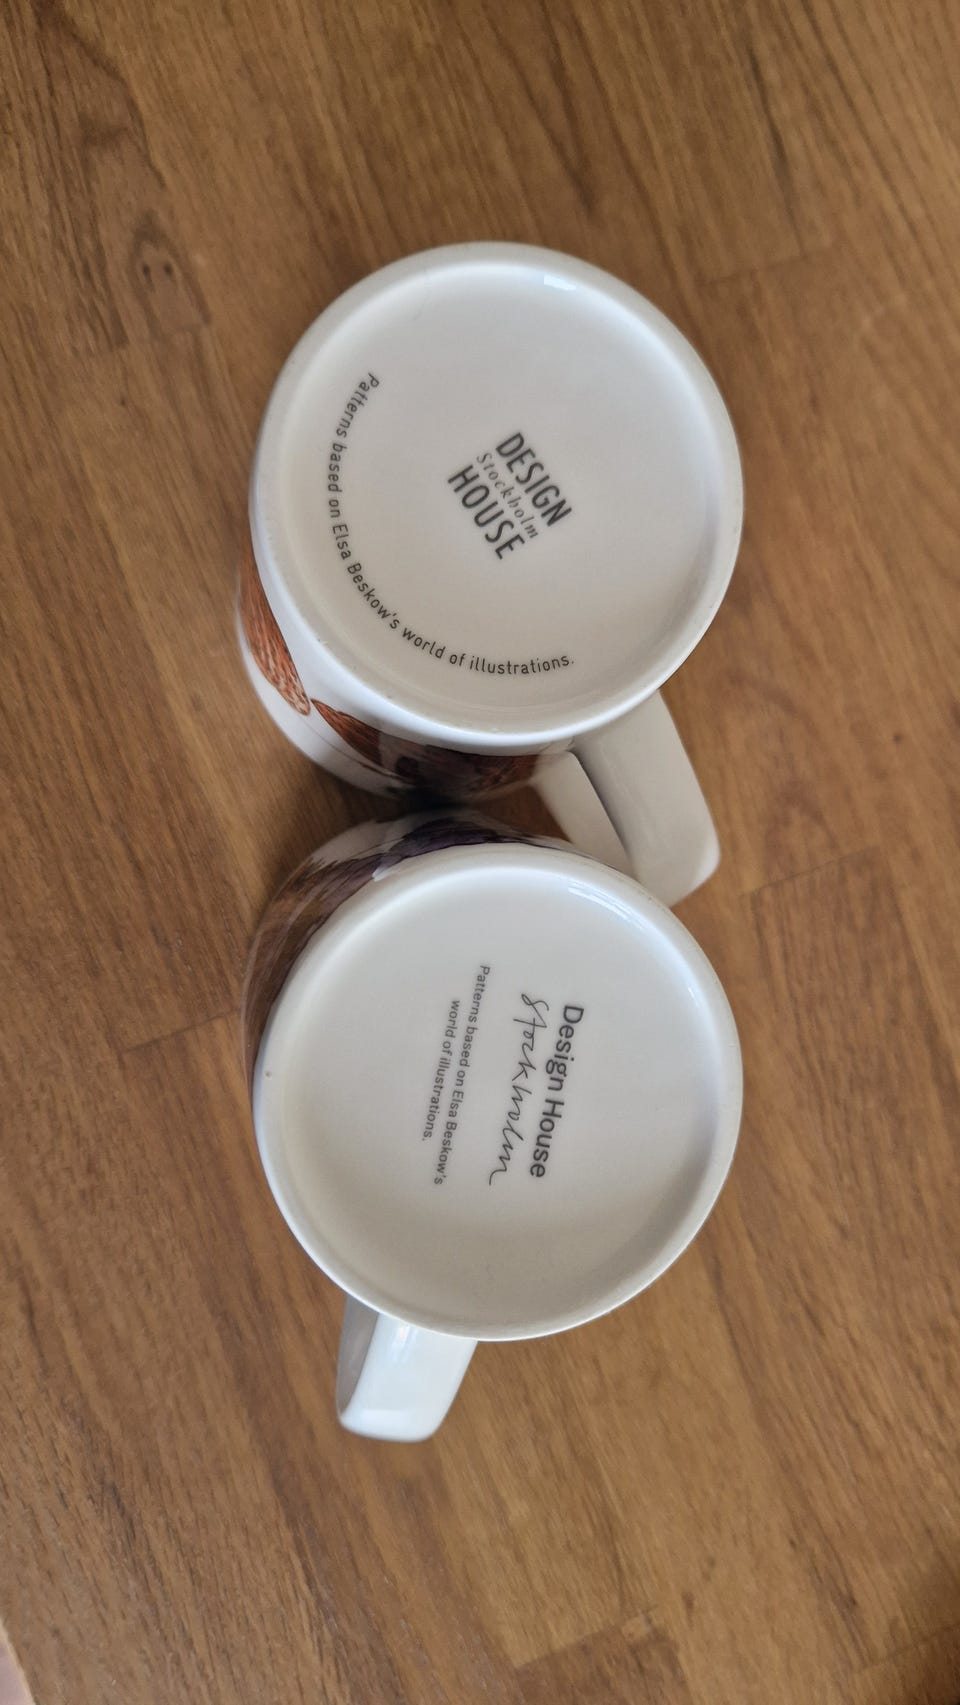 DESIGN
Stockholm
HOUSE
Patterns based on Elsa Beskow's world of illustrations.
Design House
Stockholm
Patterns based on Elsa Beskow's
world of illustrations.